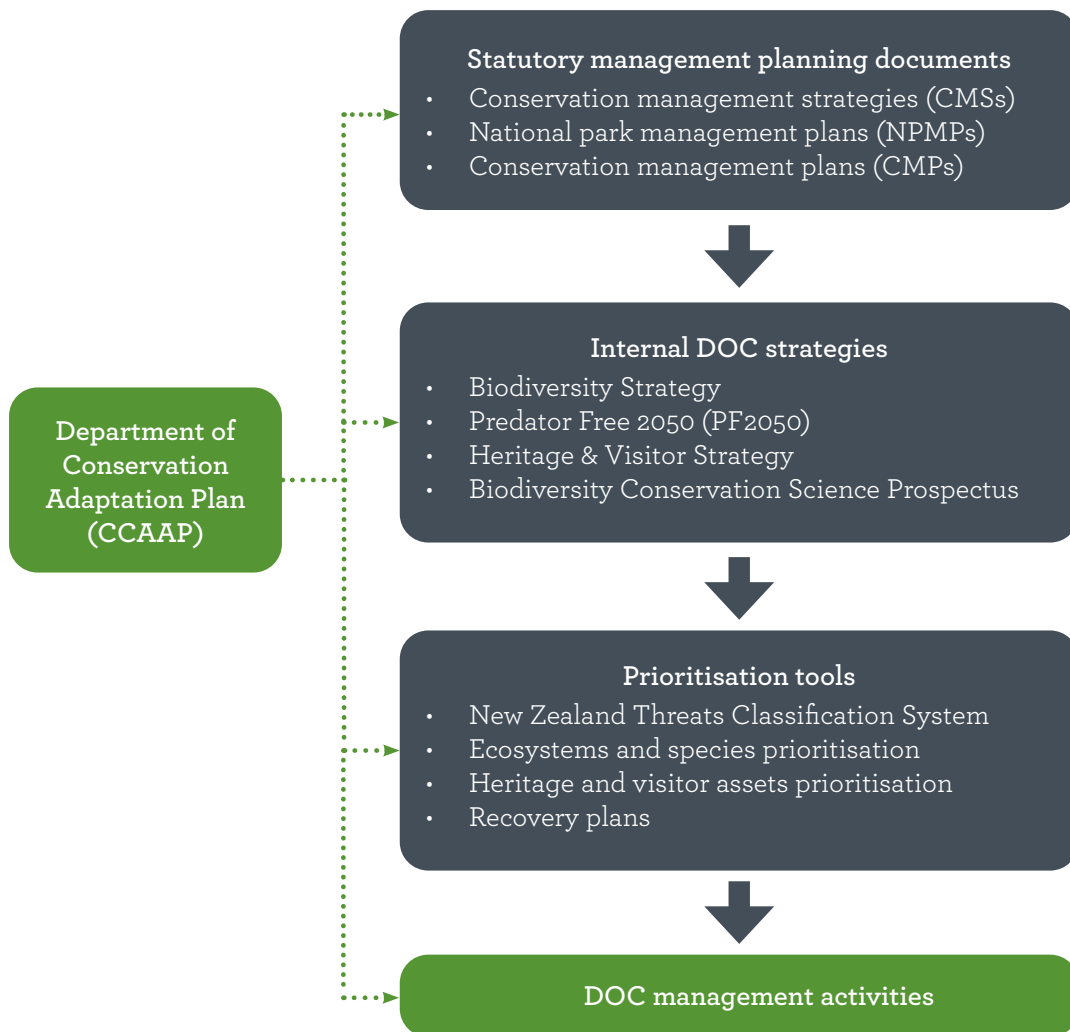 Statutory management planning documents
• Conservation management strategies (CMSs)
• National park management plans (NPMPs)
• Conservation management plans (CMPs)
Internal DOC strategies
• Biodiversity Strategy
• Predator Free 2050 (PF2050)
• Heritage & Visitor Strategy
• Biodiversity Conservation Science Prospectus
Department of
Conservation
Adaptation Plan
(CCAAP)
Prioritisation tools
• New Zealand Threats Classification System
• Ecosystems and species prioritisation
• Heritage and visitor assets prioritisation
• Recovery plans
DOC management activities